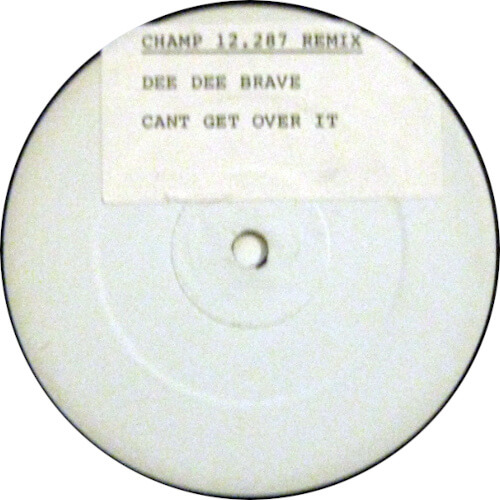 CHAMP 12.287 REMIX
DEE DEE BRAVE
CANT GET OVER IT